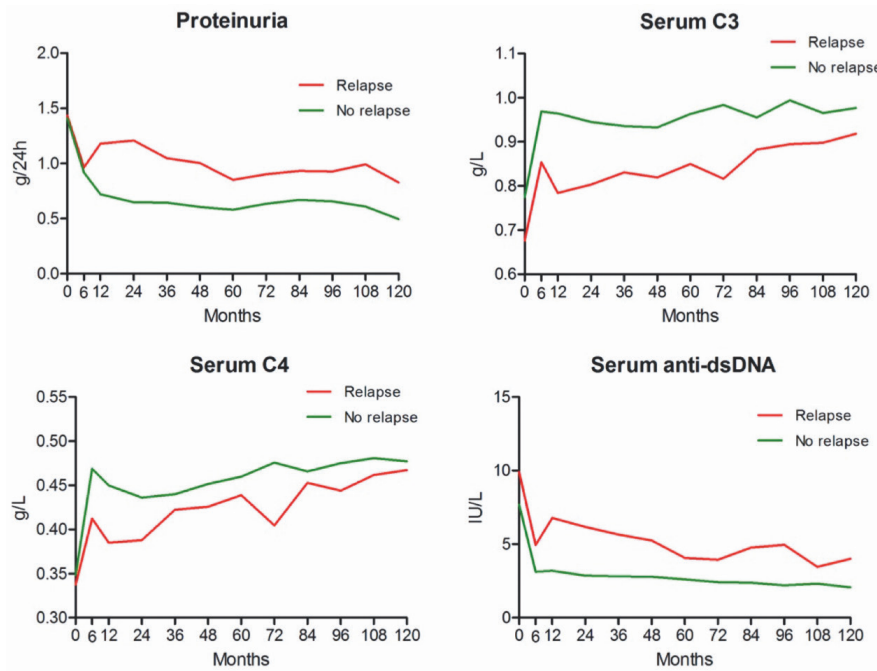 Proteinuria
2.0
1.5
1.0
0.5
0.0
g/24h
Relapse
No relapse
0 6 12 24 36 48 60 72 84 96 108 120
Months
Serum C3
1.1
1.0
0.9
0.8
0.7
0.6
g/L
Relapse
No relapse
0 6 12 24 36 48 60 72 84 96 108 120
Months
Serum C4
0.55
0.50
0.45
0.40
0.35
0.30
g/L
Relapse
No relapse
0 6 12 24 36 48 60 72 84 96 108 120
Months
Serum anti-dsDNA
15
10
5
0
IU/L
Relapse
No relapse
0 6 12 24 36 48 60 72 84 96 108 120
Months